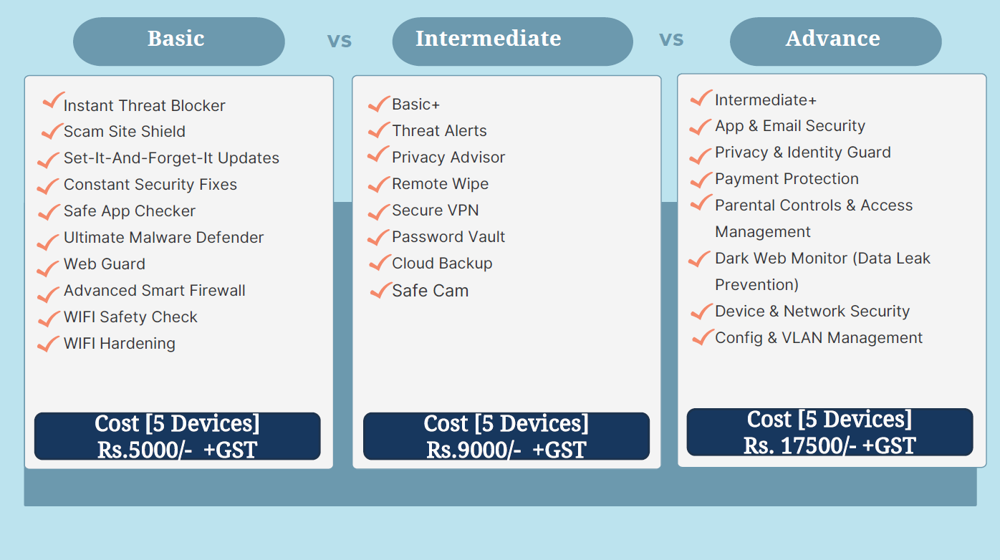 Basic
vs
Intermediate
vs
Advance
Instant Threat Blocker
Scam Site Shield
Set-It-And-Forget-It Updates
Constant Security Fixes
Safe App Checker
Ultimate Malware Defender
Web Guard
Advanced Smart Firewall
WIFI Safety Check
WIFI Hardening
Cost [5 Devices]
Rs.5000/- +GST
Basic+
Threat Alerts
Privacy Advisor
Remote Wipe
Secure VPN
Password Vault
Cloud Backup
Safe Cam
Cost [5 Devices]
Rs.9000/- +GST
Intermediate+
App & Email Security
Privacy & Identity Guard
Payment Protection
Parental Controls & Access
Management
Dark Web Monitor (Data Leak
Prevention)
Device & Network Security
Config & VLAN Management
Cost [5 Devices]
Rs. 17500/- +GST